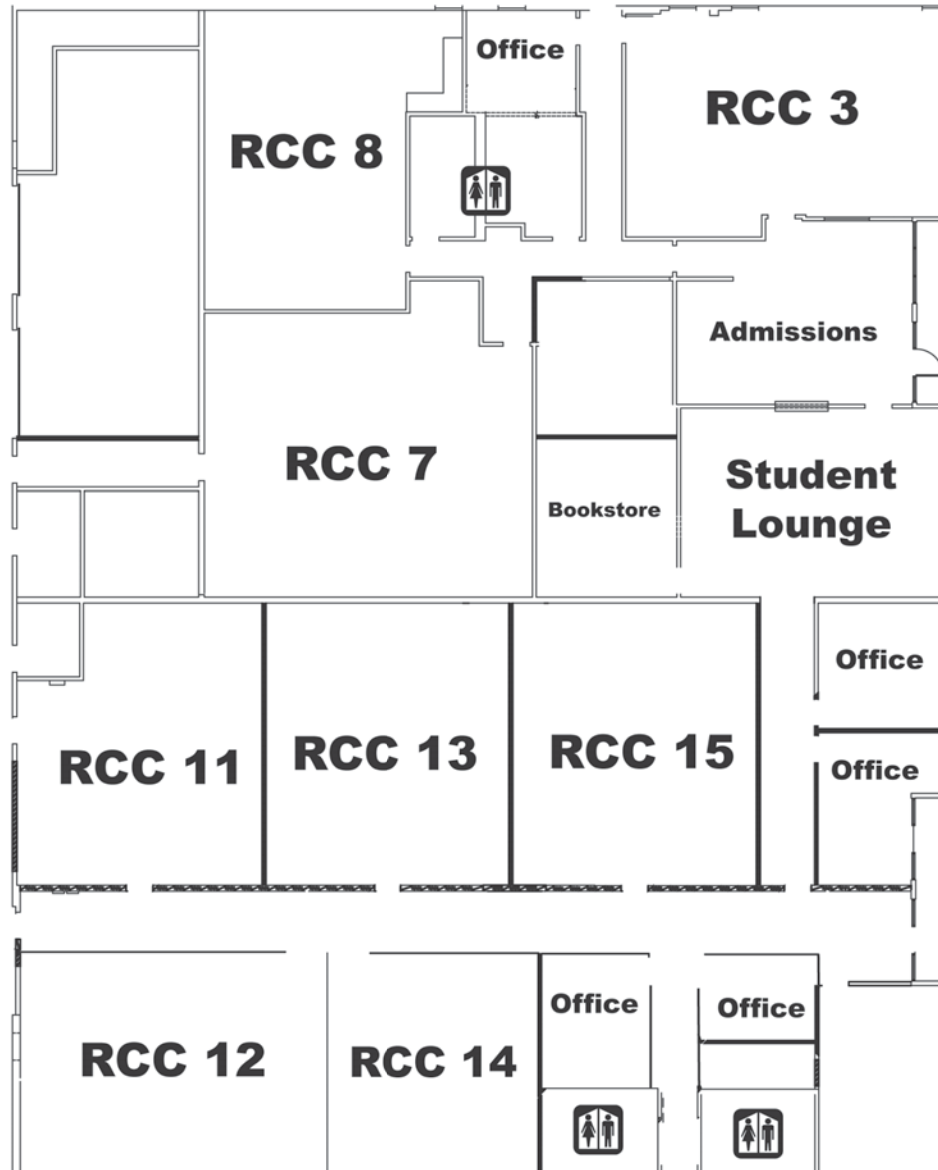 Office
RCC 3
RCC 8
Admissions
RCC 7
Student
Lounge
Bookstore
Office
RCC 11
RCC 13
RCC 15
Office
Office
Office
RCC 12
RCC 14